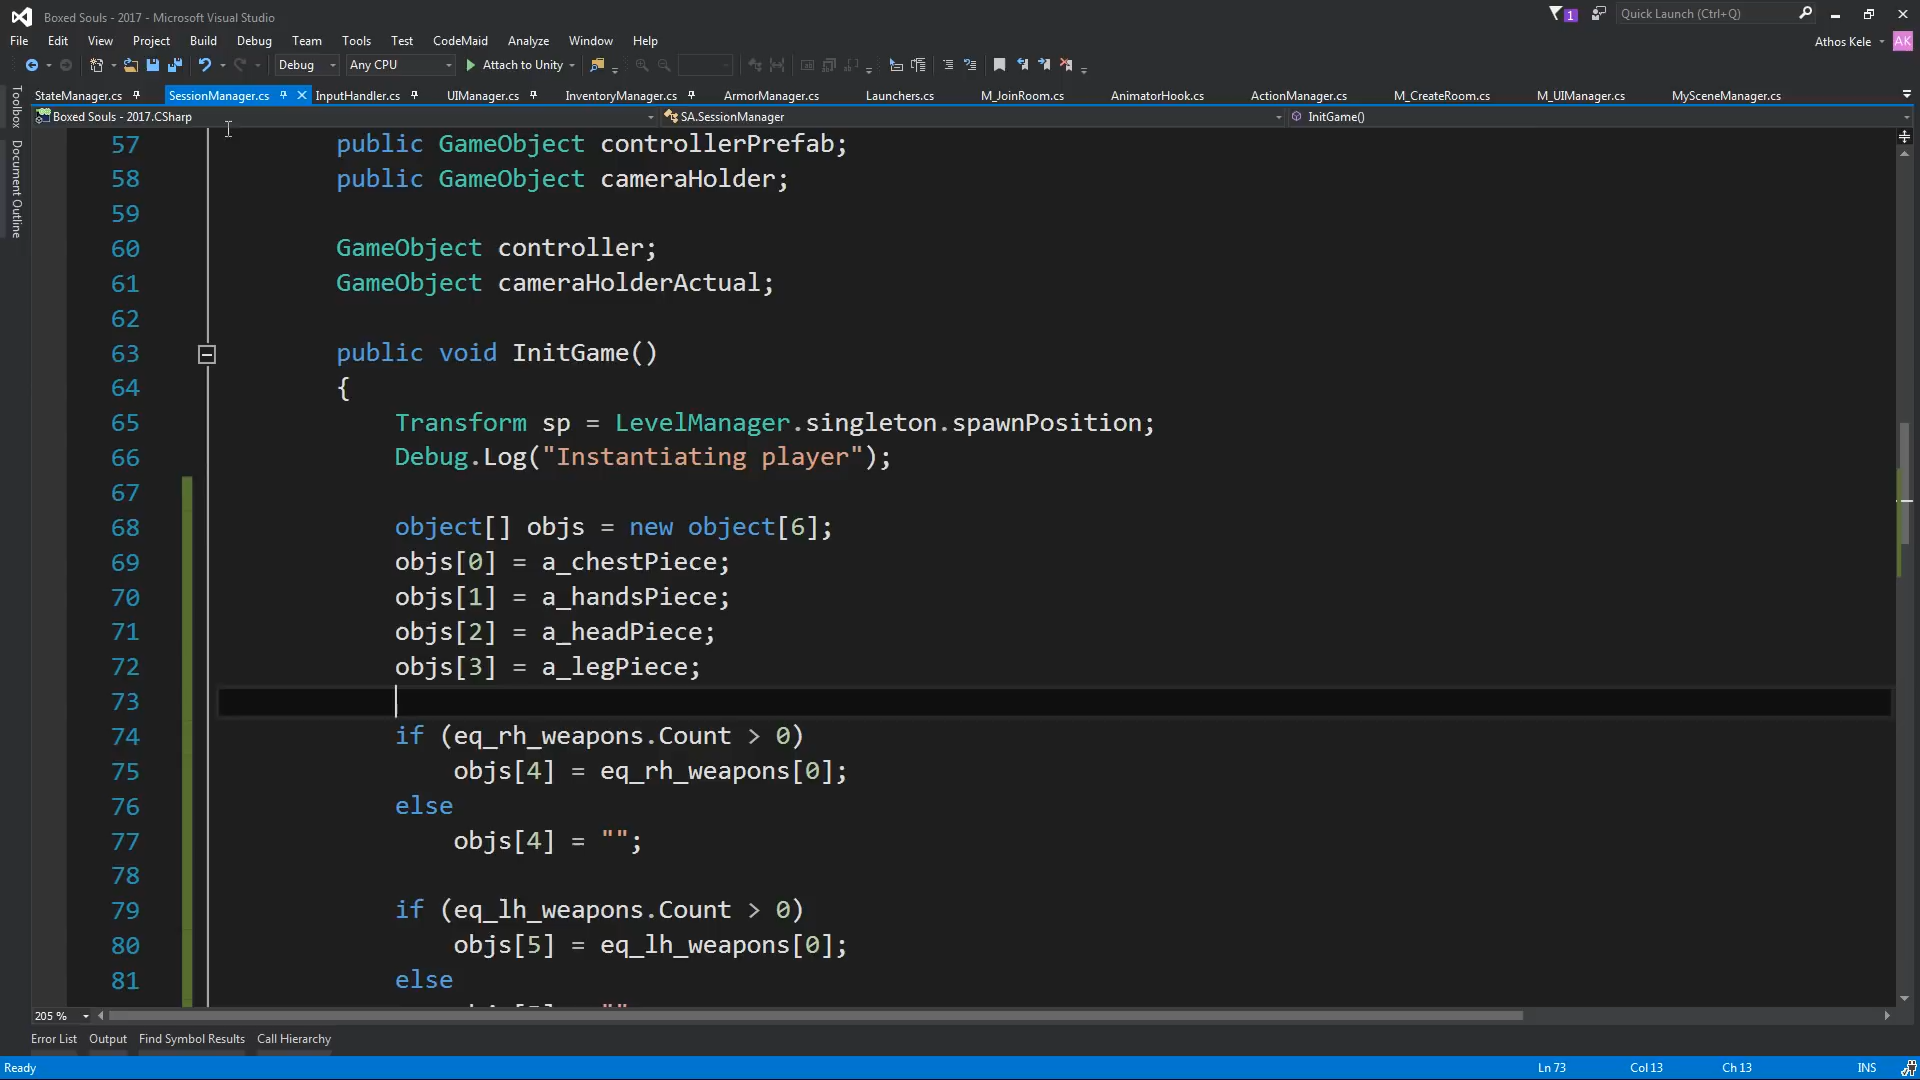 Boxed Souls - 2017 - Microsoft Visual Studio
1
Quick Launch (Ctrl+Q)
File Edit View Project Build Debug Team Tools Test CodeMaid Analyze Window Help
Athos Kele AK
Debug Any CPU Attach to Unity
StateManager.cs SessionManager.cs InputHandler.cs UIManager.cs InventoryManager.cs ArmorManager.cs Launchers.cs M_JoinRoom.cs AnimatorHook.cs ActionManager.cs M_CreateRoom.cs M_UIManager.cs MySceneManager.cs
Boxed Souls - 2017.CSharp SA.SessionManager InitGame()
Toolbox
Document Outline
57 public GameObject controllerPrefab;
58 public GameObject cameraHolder;
59
60 GameObject controller;
61 GameObject cameraHolderActual;
62
63 public void InitGame()
64 {
65 Transform sp = LevelManager.singleton.spawnPosition;
66 Debug.Log("Instantiating player");
67
68 object[] objs = new object[6];
69 objs[0] = a_chestPiece;
70 objs[1] = a_handsPiece;
71 objs[2] = a_headPiece;
72 objs[3] = a_legPiece;
73
74 if (eq_rh_weapons.Count > 0)
75 objs[4] = eq_rh_weapons[0];
76 else
77 objs[4] = "";
78
79 if (eq_lh_weapons.Count > 0)
80 objs[5] = eq_lh_weapons[0];
81 else
205 %
Error List Output Find Symbol Results Call Hierarchy
Ready Ln 73 Col 13 Ch 13 INS